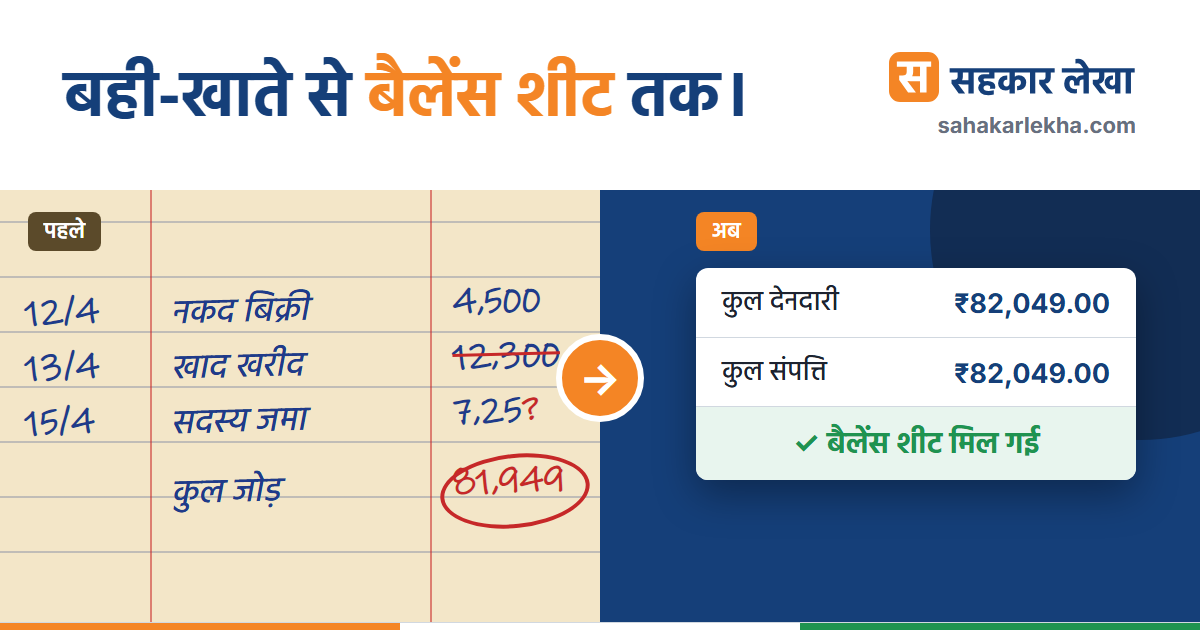 बही-खाते से बैलेंस शीट तक।
स सहकार लेखा
sahakarlekha.com
पहले
12/4 नकद बिक्री 4,500
13/4 खाद खरीद 12,300
15/4 सदस्य जमा 7,25?
कुल जोड़ 81,949
अब
कुल देनदारी ₹82,049.00
कुल संपत्ति ₹82,049.00
✓ बैलेंस शीट मिल गई